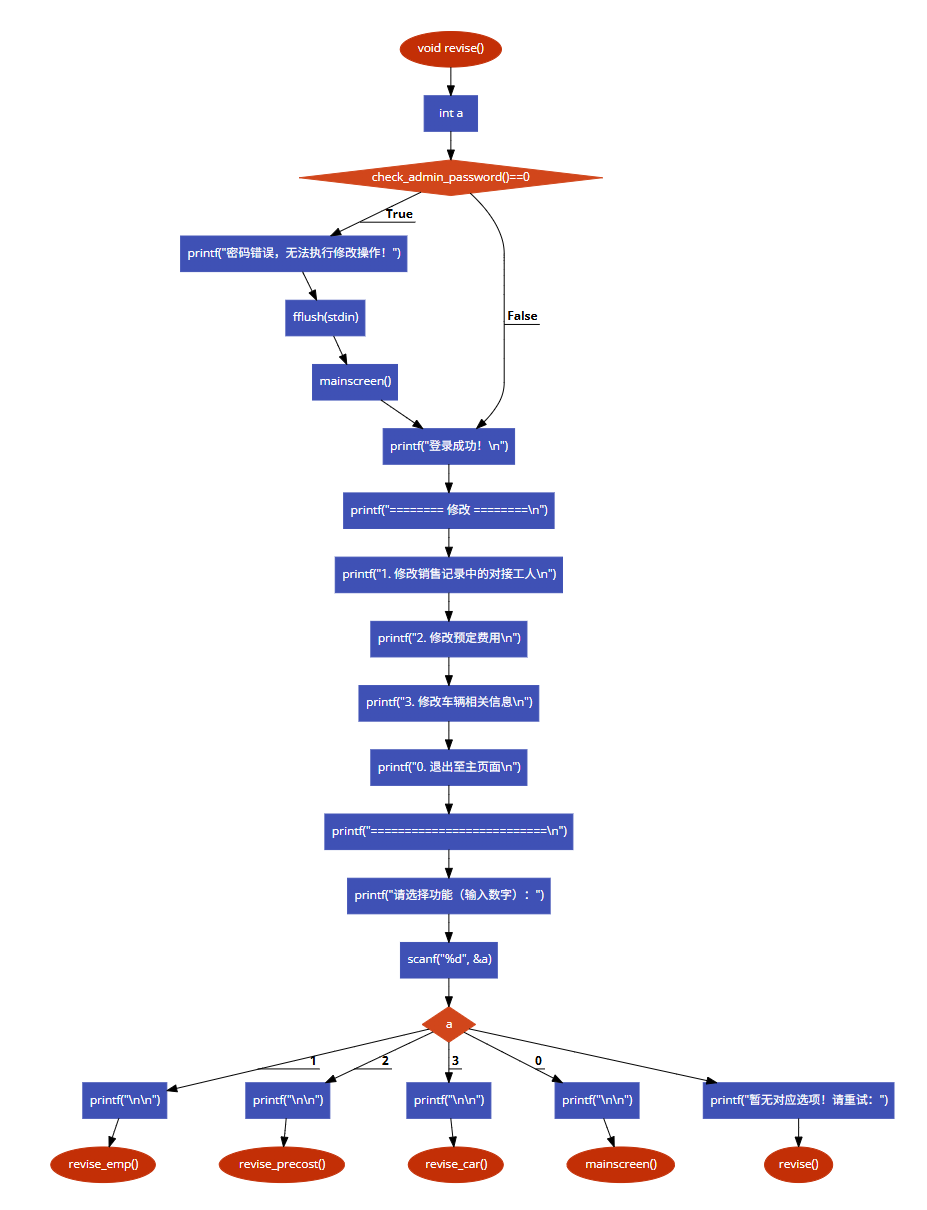 void revise()
int a
check_admin_password()==0
True
printf("密码错误，无法执行修改操作！")
fflush(stdin)
False
mainscreen()
printf("登录成功！\n")
printf("======== 修改 ========\n")
printf("1. 修改销售记录中的对接工人\n")
printf("2. 修改预定费用\n")
printf("3. 修改车辆相关信息\n")
printf("0. 退出至主页面\n")
printf("==========================\n")
printf("请选择功能（输入数字）：")
scanf("%d", &a)
a
1
2
3
0
printf("\n\n")
printf("\n\n")
printf("\n\n")
printf("\n\n")
printf("暂无对应选项！请重试：")
revise_emp()
revise_precost()
revise_car()
mainscreen()
revise()